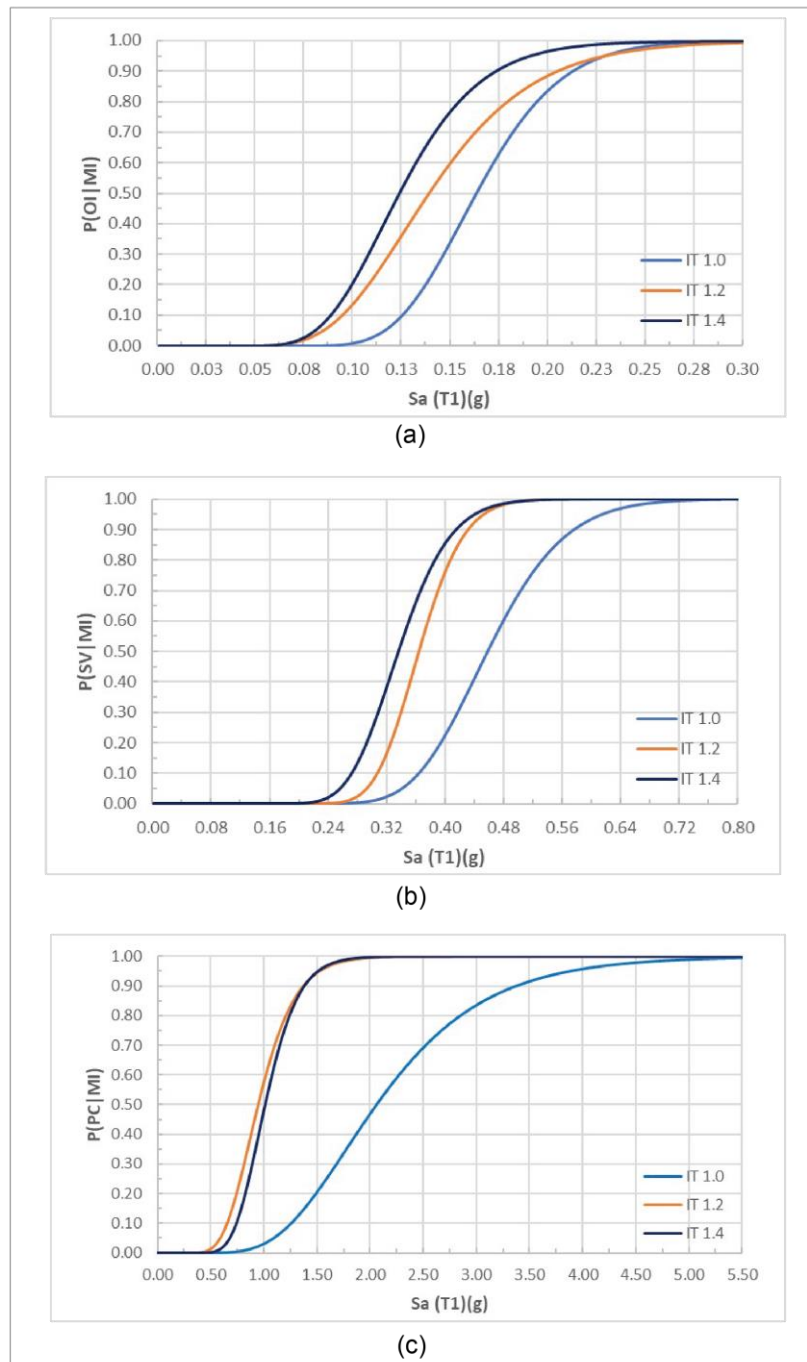 1.00
0.90
0.80
0.70
0.60
0.50
0.40
0.30
0.20
0.10
0.00
P(OI|MI)
IT 1.0
IT 1.2
IT 1.4
0.00 0.03 0.05 0.08 0.10 0.13 0.15 0.18 0.20 0.23 0.25 0.28 0.30
Sa (T1)(g)
(a)
1.00
0.90
0.80
0.70
0.60
0.50
0.40
0.30
0.20
0.10
0.00
P(SV|MI)
IT 1.0
IT 1.2
IT 1.4
0.00 0.08 0.16 0.24 0.32 0.40 0.48 0.56 0.64 0.72 0.80
Sa (T1)(g)
(b)
1.00
0.90
0.80
0.70
0.60
0.50
0.40
0.30
0.20
0.10
0.00
P(PC|MI)
IT 1.0
IT 1.2
IT 1.4
0.00 0.50 1.00 1.50 2.00 2.50 3.00 3.50 4.00 4.50 5.00 5.50
Sa (T1)(g)
(c)